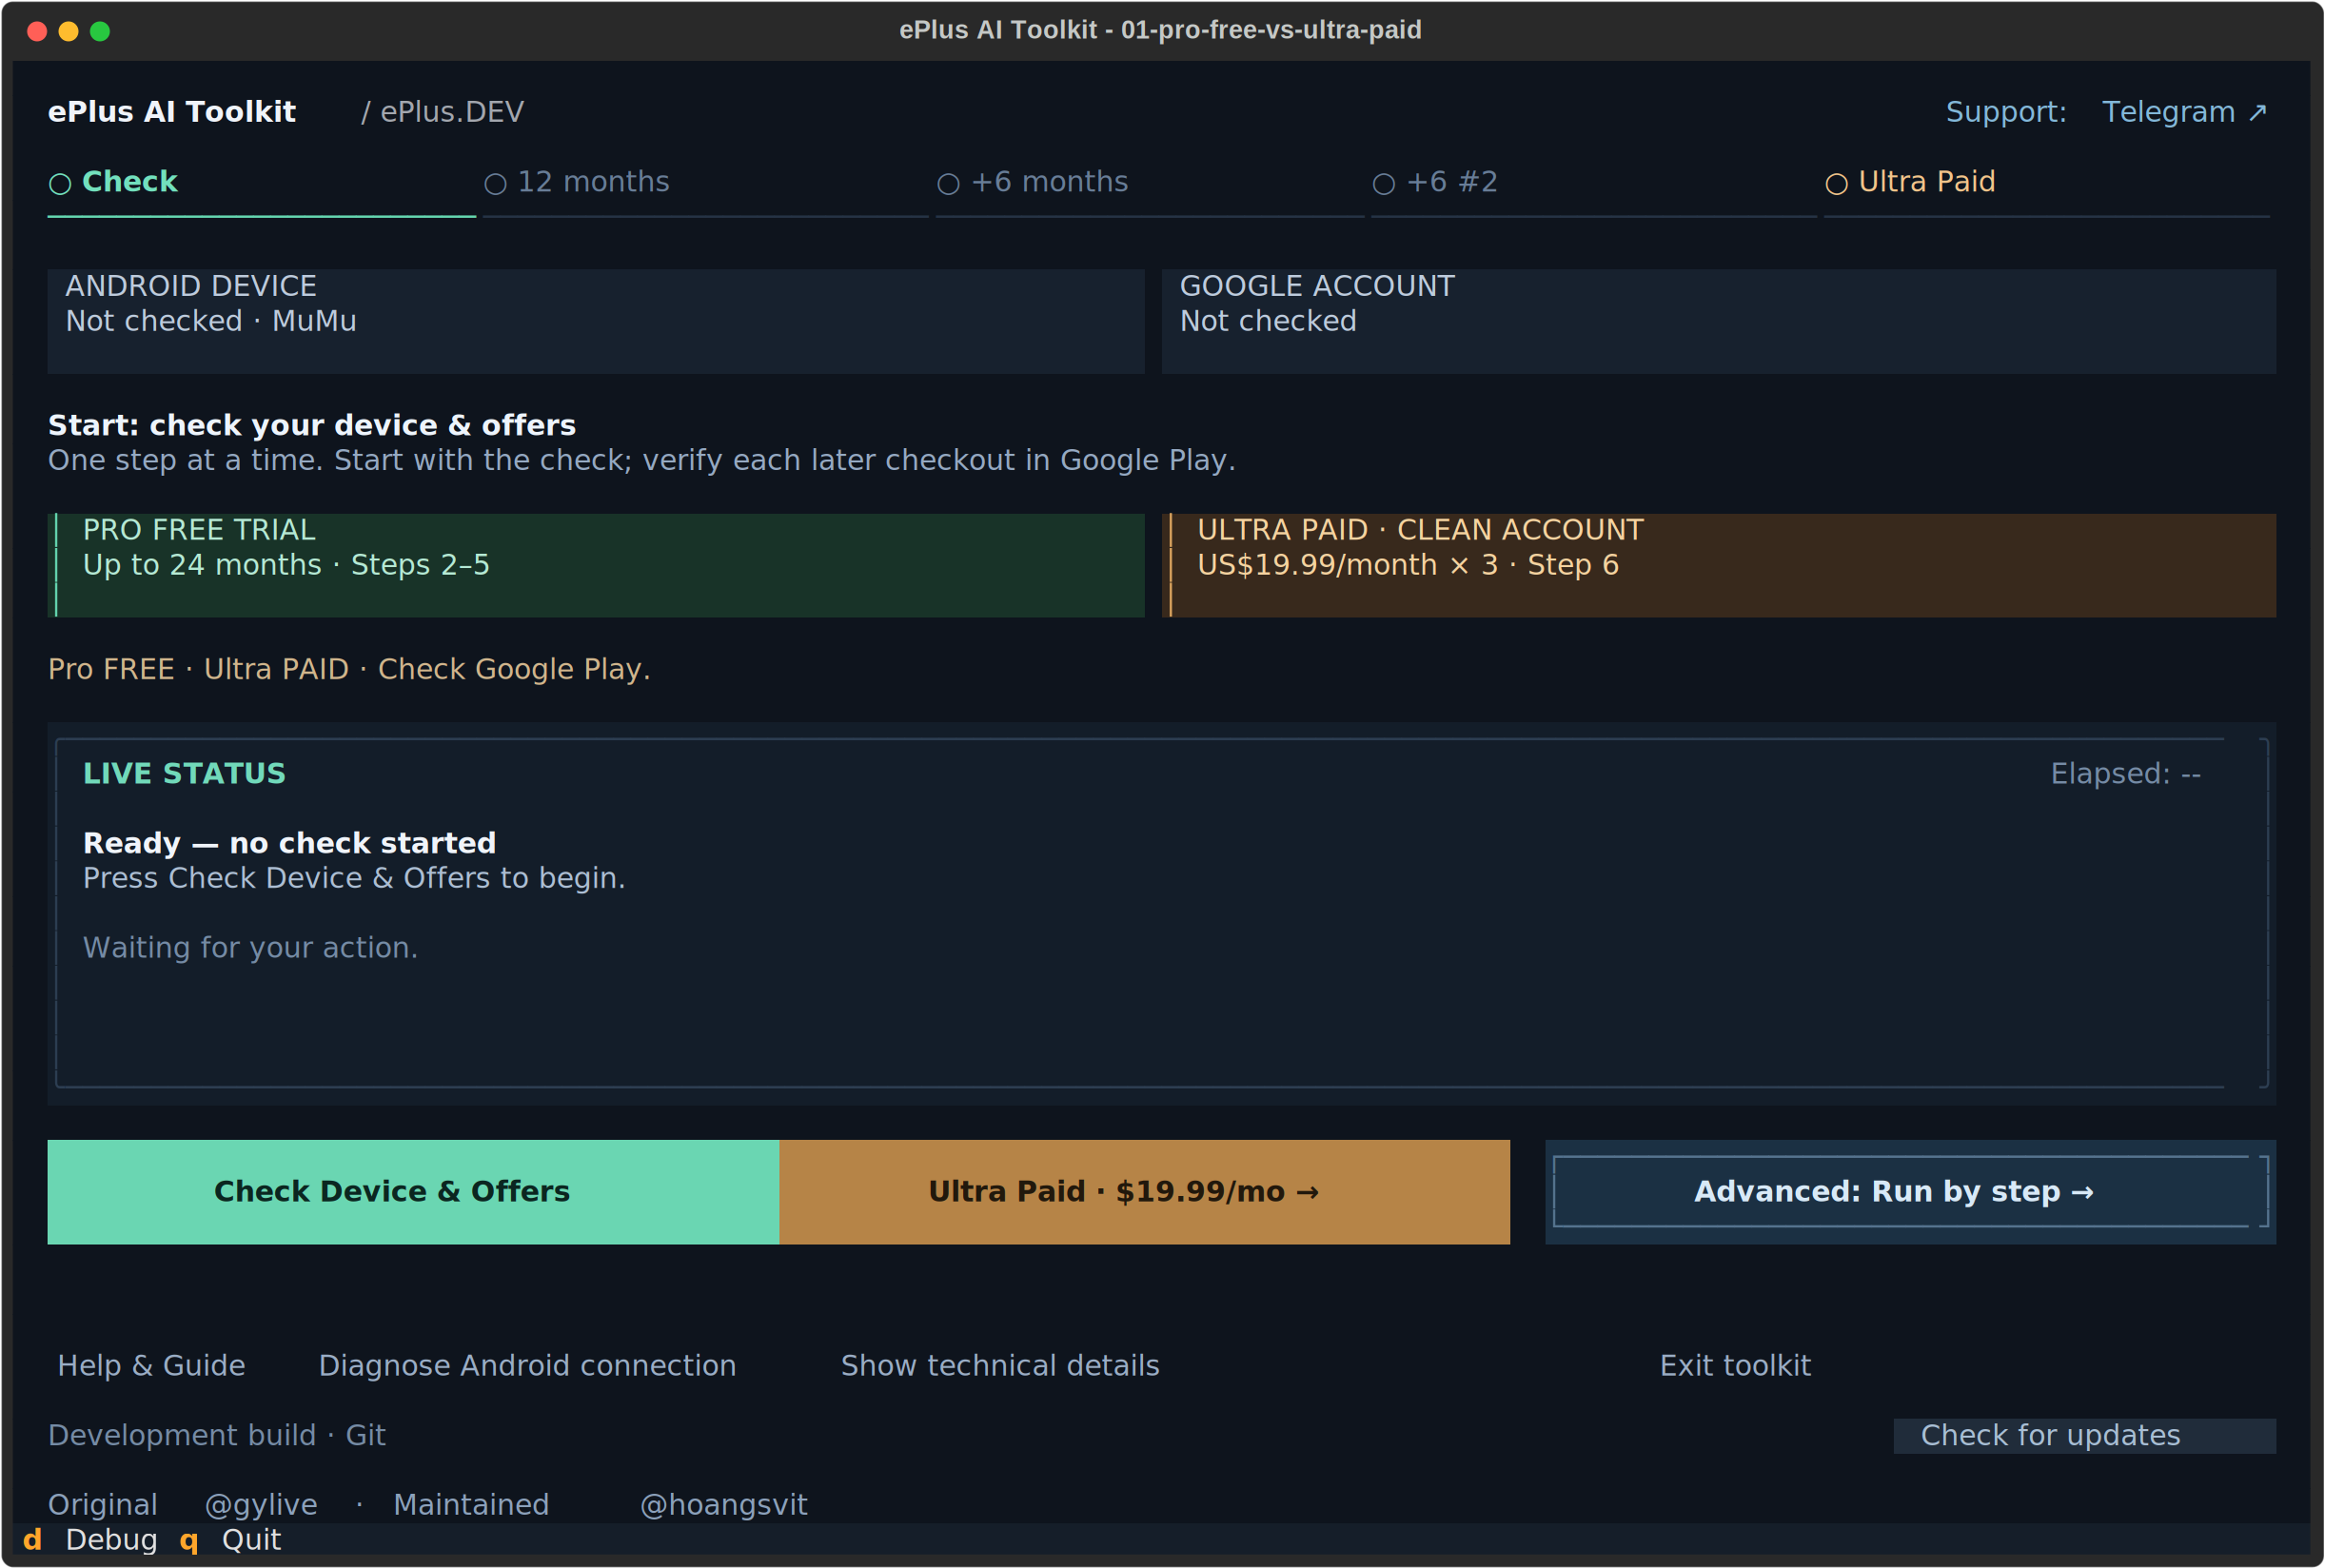 ePlus AI Toolkit - 01-pro-free-vs-ultra-paid
ePlus AI Toolkit / ePlus.DEV Support: Telegram ↗
○ Check ○ 12 months ○ +6 months ○ +6 #2 ○ Ultra Paid
ANDROID DEVICE
Not checked · MuMu
GOOGLE ACCOUNT
Not checked
Start: check your device & offers
One step at a time. Start with the check; verify each later checkout in Google Play.
PRO FREE TRIAL
Up to 24 months · Steps 2–5
ULTRA PAID · CLEAN ACCOUNT
US$19.99/month × 3 · Step 6
Pro FREE · Ultra PAID · Check Google Play.
LIVE STATUS Elapsed: --
Ready — no check started
Press Check Device & Offers to begin.
Waiting for your action.
Check Device & Offers Ultra Paid · $19.99/mo → Advanced: Run by step →
Help & Guide Diagnose Android connection Show technical details Exit toolkit
Development build · Git Check for updates
Original @gylive · Maintained @hoangsvit
d Debug q Quit